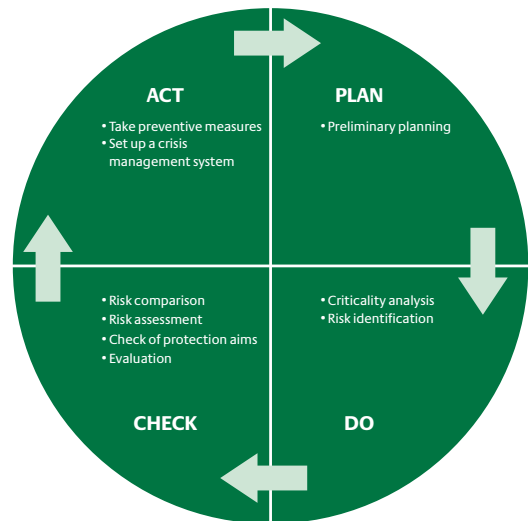 ACT
• Take preventive measures
• Set up a crisis
management system
PLAN
• Preliminary planning
• Risk comparison
• Risk assessment
• Check of protection aims
• Evaluation
CHECK
• Criticality analysis
• Risk identification
DO